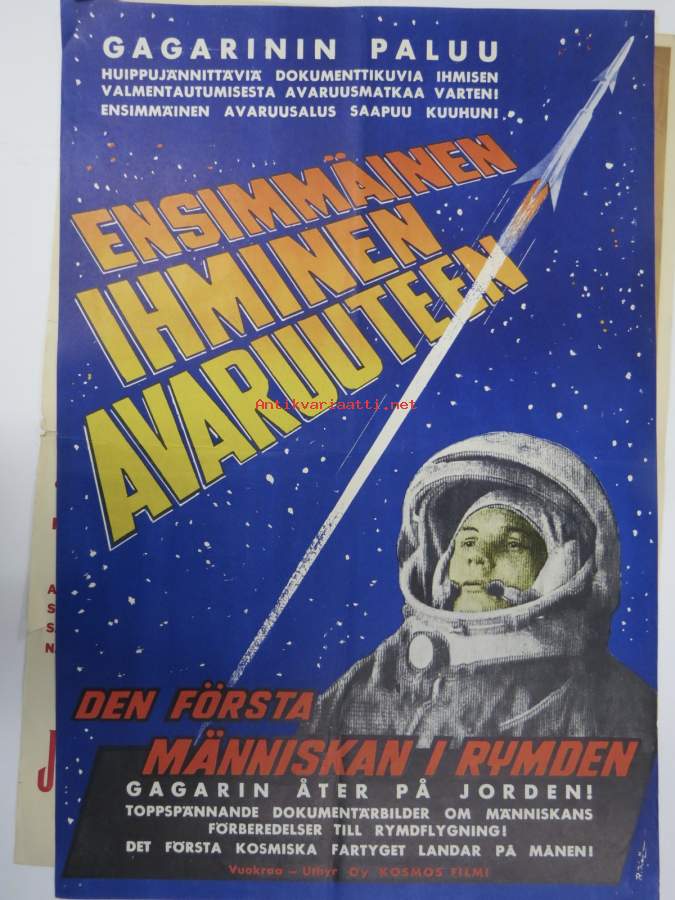 GAGARININ PALUU
HUIPPUJÄNNITTÄVIÄ DOKUMENTTIKUVIA IHMISEN
VALMENTAUTUMISESTA AVARUUSMATKAA VARTEN!
ENSIMMÄINEN AVARUUSALUS SAAPUU KUUHUN!
ENSIMMÄINEN
IHMINEN
AVARUUTEEN
Antikvariaatti.net
DEN FÖRSTA
MÄNNISKAN I RYMDEN
GAGARIN ÅTER PÅ JORDEN!
TOPPSPÄNNANDE DOKUMENTÄRBILDER OM MÄNNISKANS
FÖRBEREDELSER TILL RYMDFLYGNING!
DET FÖRSTA KOSMISKA FARTYGET LANDAR PÅ MÅNEN!
Vuokraa – Uthyr Oy KOSMOS FILMI